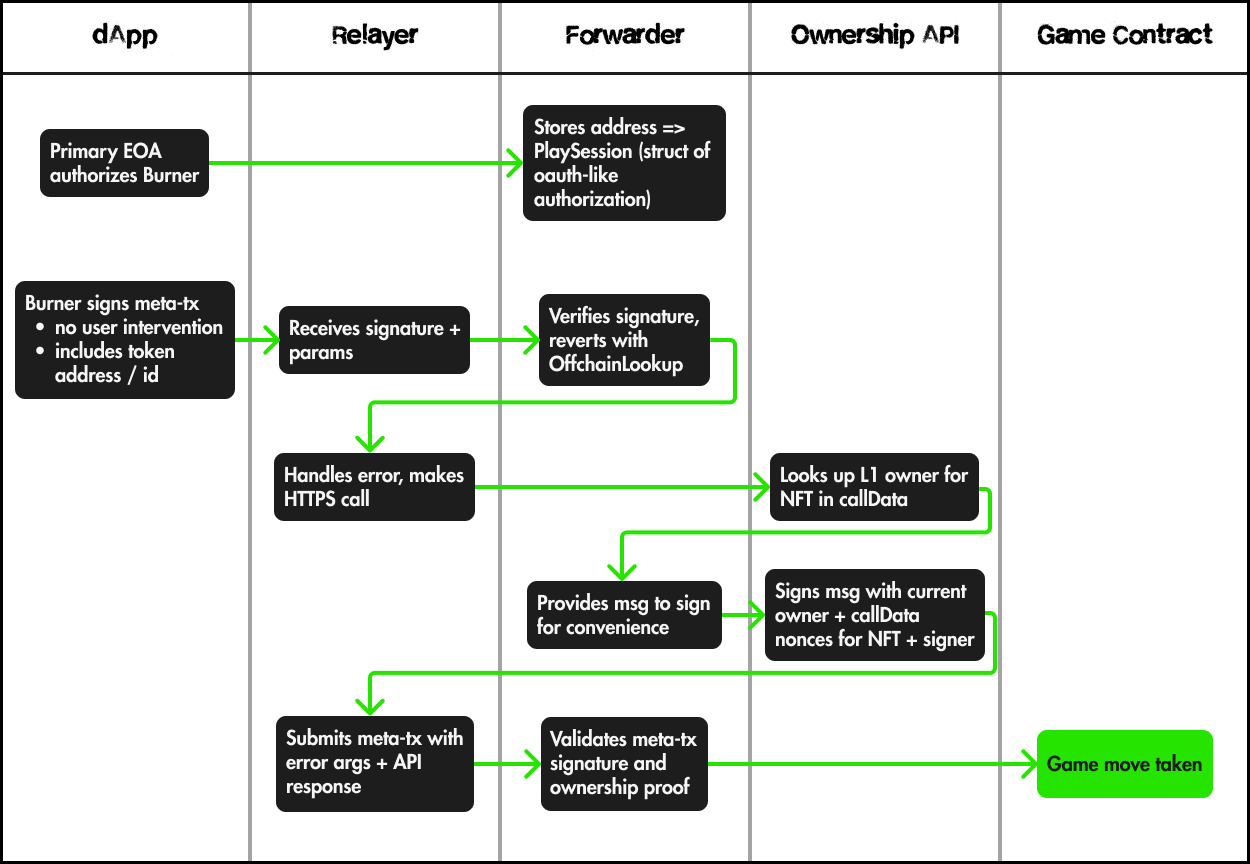 dApp
Relayer
Forwarder
Ownership API
Game Contract
Primary EOA
authorizes Burner
Stores address =>
PlaySession (struct of
oauth-like
authorization)
Burner signs meta-tx
• no user intervention
• includes token
address / id
Receives signature +
params
Verifies signature,
reverts with
OffchainLookup
Handles error, makes
HTTPS call
Looks up L1 owner for
NFT in callData
Provides msg to sign
for convenience
Signs msg with current
owner + callData
nonces for NFT + signer
Submits meta-tx with
error args + API
response
Validates meta-tx
signature and
ownership proof
Game move taken